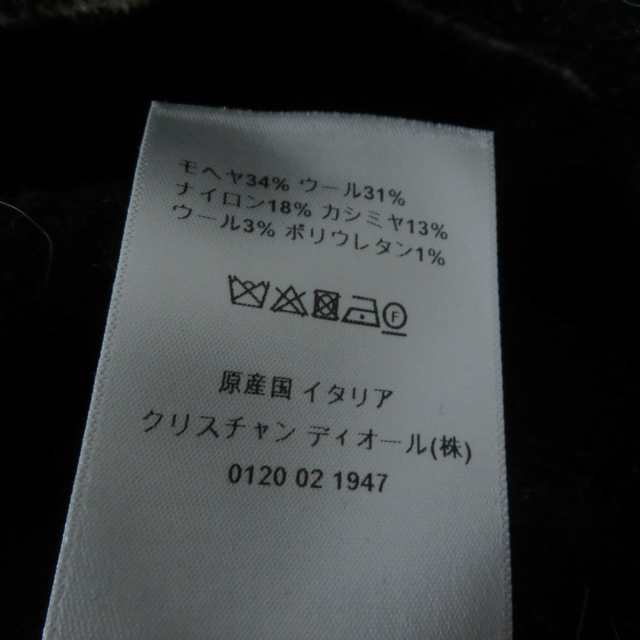 モヘヤ34% ウール31%
ナイロン18% カシミヤ13%
ウール3% ポリウレタン1%
F
原産国 イタリア
クリスチャン ディオール(株)
0120 02 1947